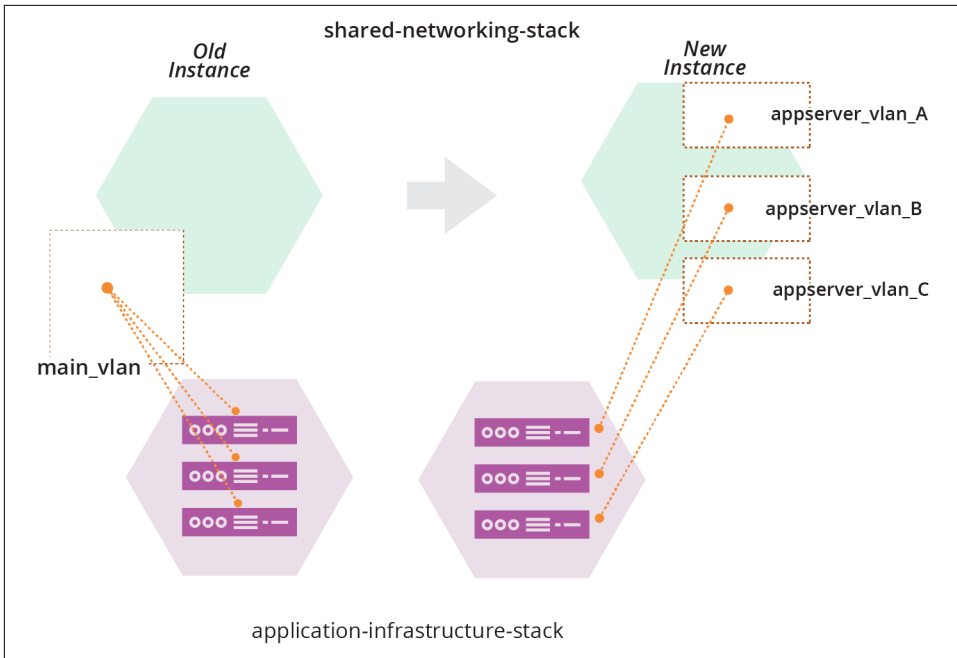 shared-networking-stack
Old
Instance
New
Instance
appserver_vlan_A
appserver_vlan_B
appserver_vlan_C
main_vlan
application-infrastructure-stack